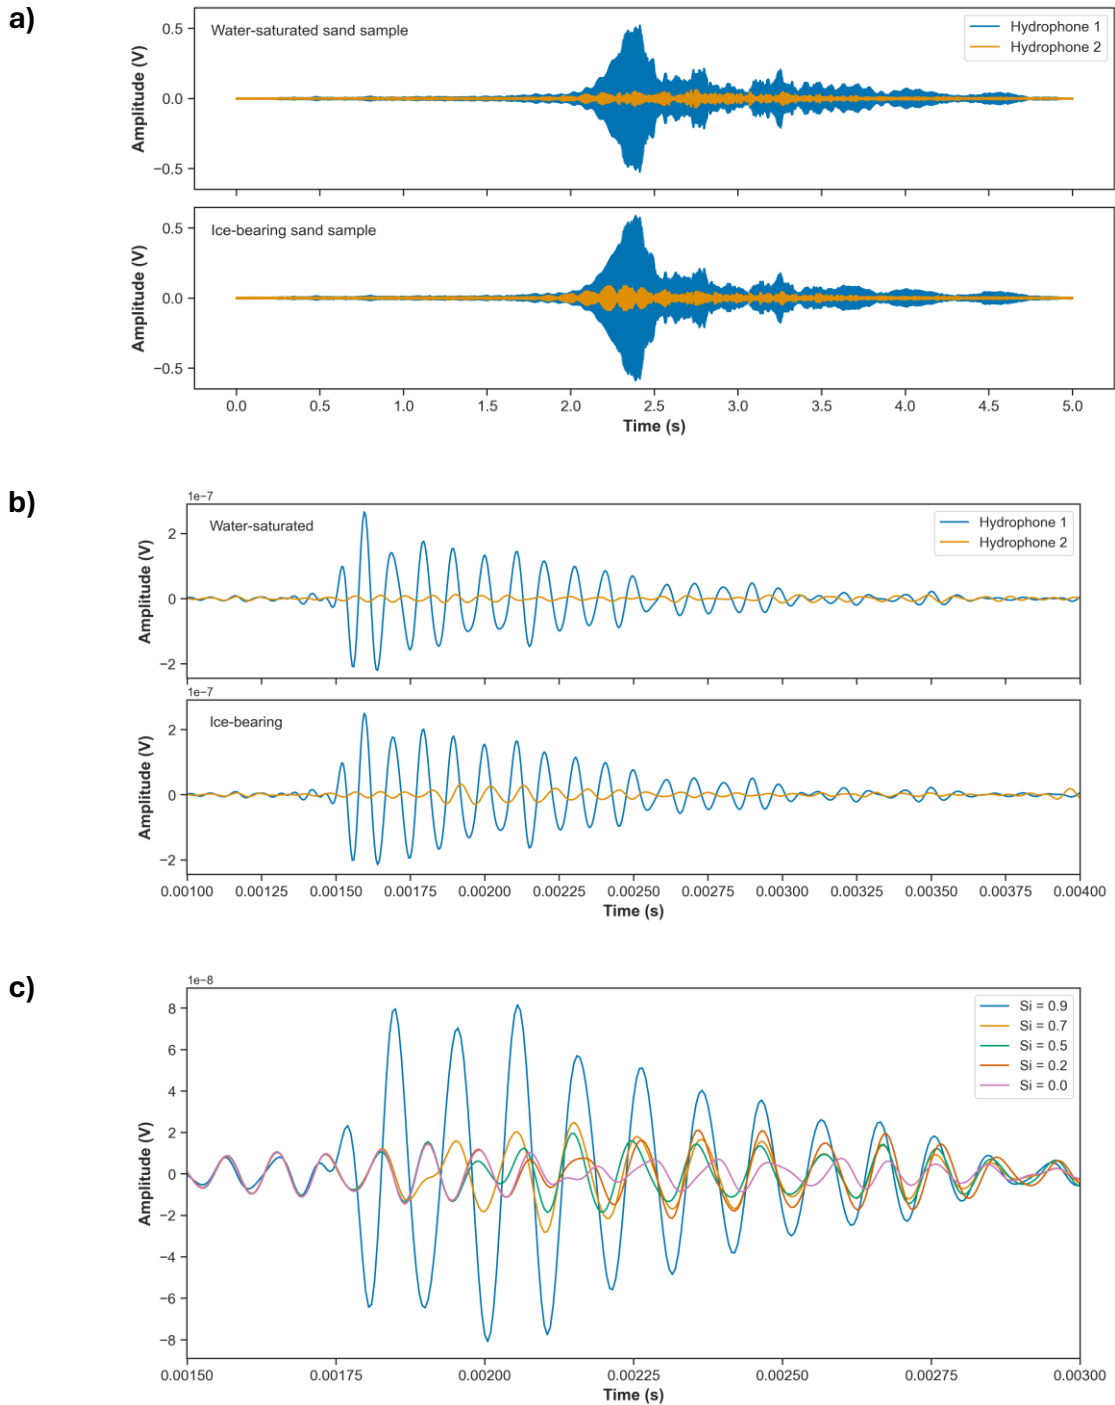 a)
Water-saturated sand sample
Hydrophone 1
Hydrophone 2
Amplitude (V)
0.5
0.0
−0.5
Ice-bearing sand sample
Amplitude (V)
0.5
0.0
−0.5
0.0 0.5 1.0 1.5 2.0 2.5 3.0 3.5 4.0 4.5 5.0
Time (s)
b)
1e−7
Water-saturated
Hydrophone 1
Hydrophone 2
Amplitude (V)
2
0
−2
1e−7
Ice-bearing
Amplitude (V)
2
0
−2
0.00100 0.00125 0.00150 0.00175 0.00200 0.00225 0.00250 0.00275 0.00300 0.00325 0.00350 0.00375 0.00400
Time (s)
c)
1e−8
Si = 0.9
Si = 0.7
Si = 0.5
Si = 0.2
Si = 0.0
Amplitude (V)
8
6
4
2
0
−2
−4
−6
−8
0.00150 0.00175 0.00200 0.00225 0.00250 0.00275 0.00300
Time (s)